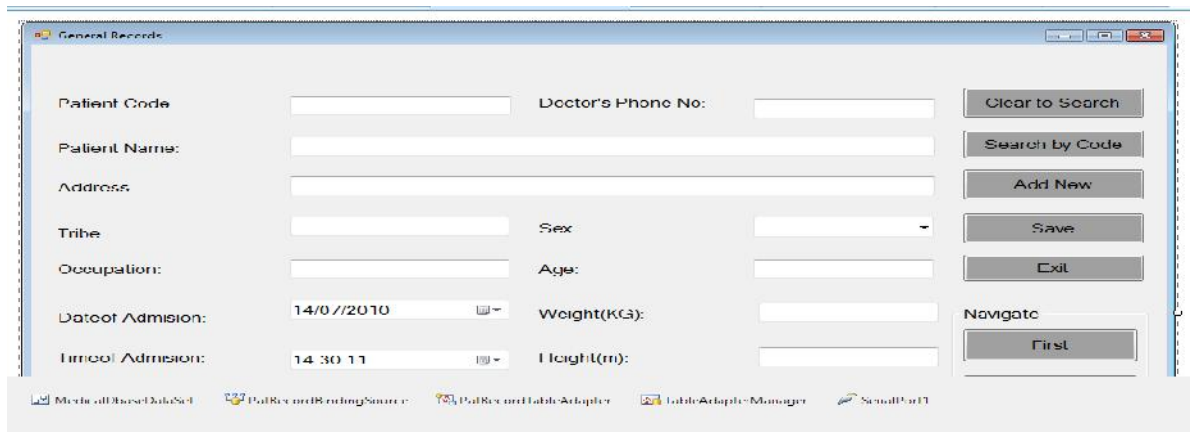 General Records
Patient Code
Doctor's Phone No:
Clear to Search
Patient Name:
Search by Code
Address
Add New
Tribe
Sex
Save
Occupation:
Age:
Exit
Dateof Admision:
14/07/2010
Weight(KG):
Navigate
First
Timeof Admision:
14 30 11
Height(m):
MedicalDbaseDataSet
PatRecordBindingSource
PatRecordTableAdapter
TableAdapterManager
SerialPort1